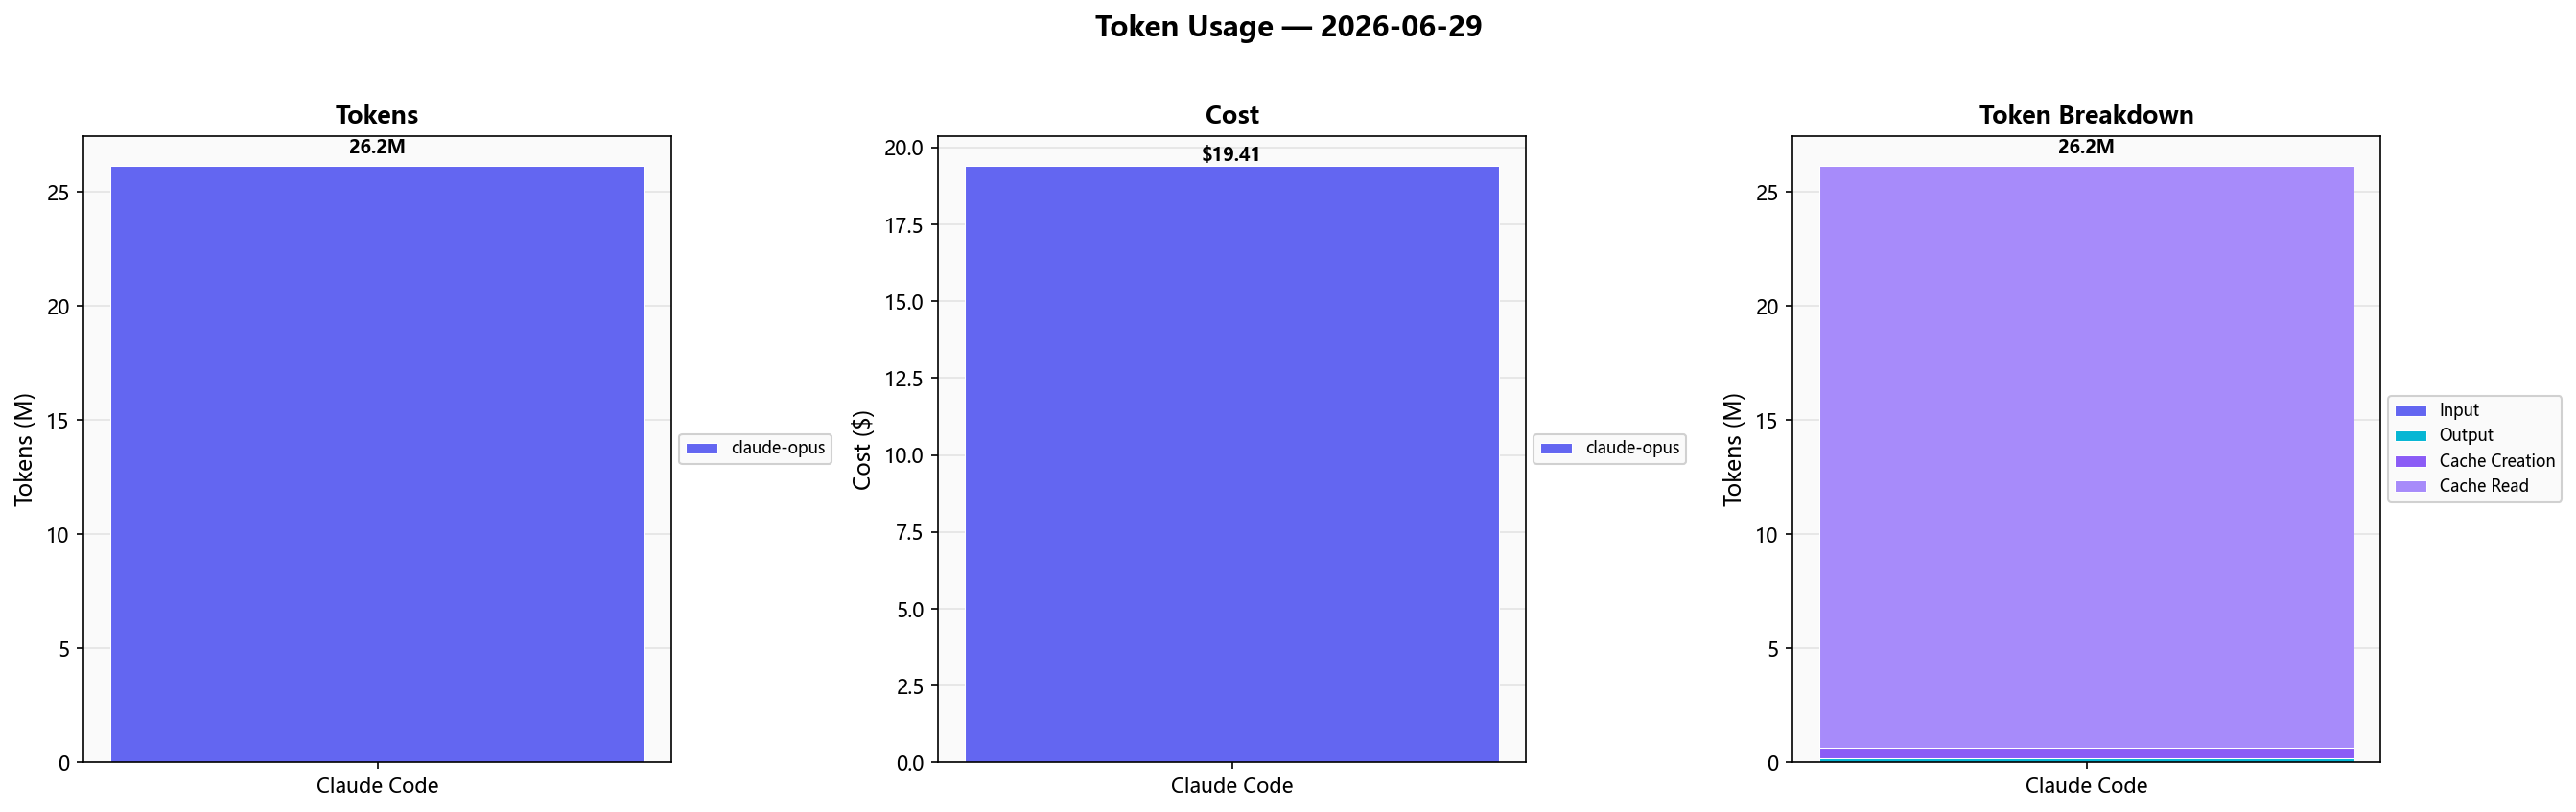 Token Usage — 2026-06-29
Tokens
26.2M
25
20
15
10
5
0
Tokens (M)
Claude Code
claude-opus
Cost
$19.41
20.0
17.5
15.0
12.5
10.0
7.5
5.0
2.5
0.0
Cost ($)
Claude Code
claude-opus
Token Breakdown
26.2M
25
20
15
10
5
0
Tokens (M)
Claude Code
Input
Output
Cache Creation
Cache Read